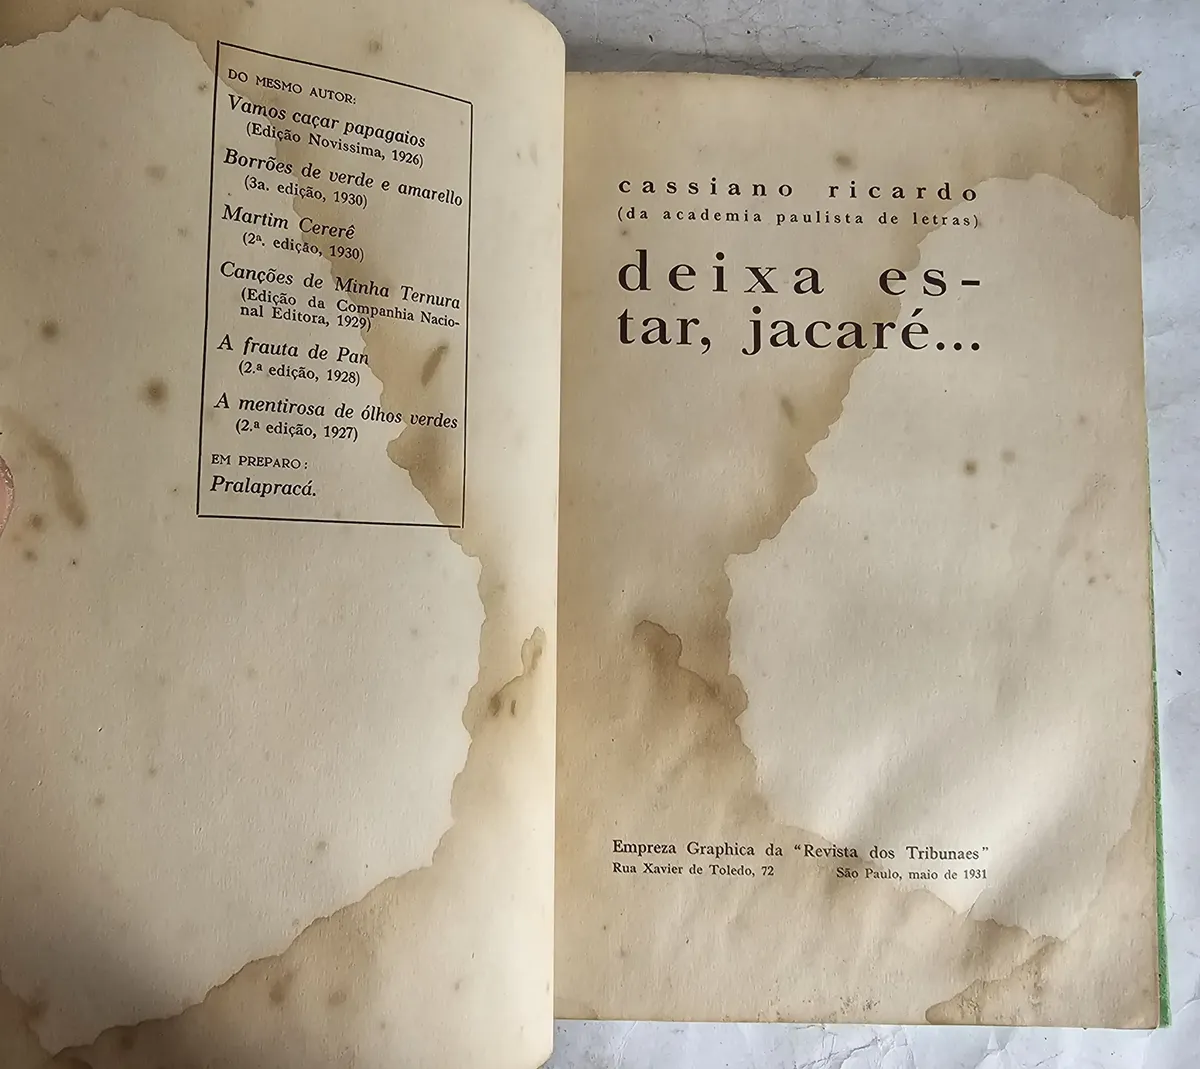 DO MESMO AUTOR:
Vamos caçar papagaios
(Edição Novissima, 1926)
Borrões de verde e amarello
(3a. edição, 1930)
Martim Cererê
(2ª. edição, 1930)
Canções de Minha Ternura
(Edição da Companhia Nacio-
nal Editora, 1929)
A frauta de Pan
(2.ª edição, 1928)
A mentirosa de ólhos verdes
(2.ª edição, 1927)
EM PREPARO:
Pralapracá.
cassiano ricardo
(da academia paulista de letras)
deixa es-
tar, jacaré...
Empreza Graphica da "Revista dos Tribunaes"
Rua Xavier de Toledo, 72 São Paulo, maio de 1931